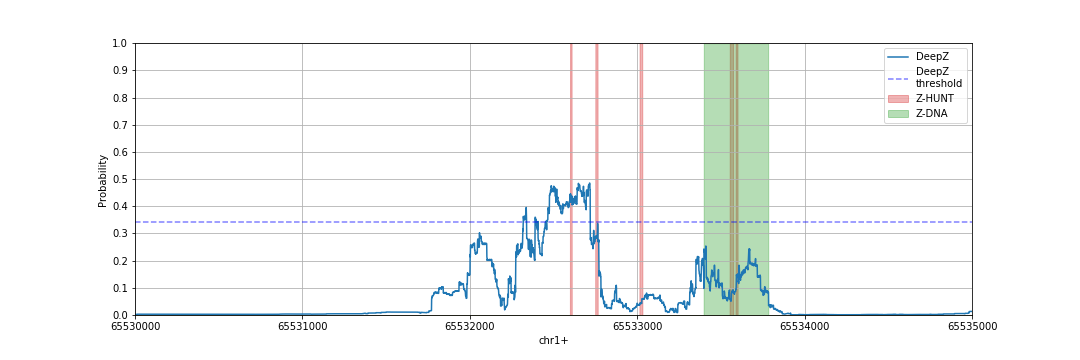 1.0
0.9
0.8
0.7
0.6
0.5
0.4
0.3
0.2
0.1
0.0
Probability
65530000
65531000
65532000
65533000
65534000
65535000
chr1+
DeepZ
DeepZ
threshold
Z-HUNT
Z-DNA